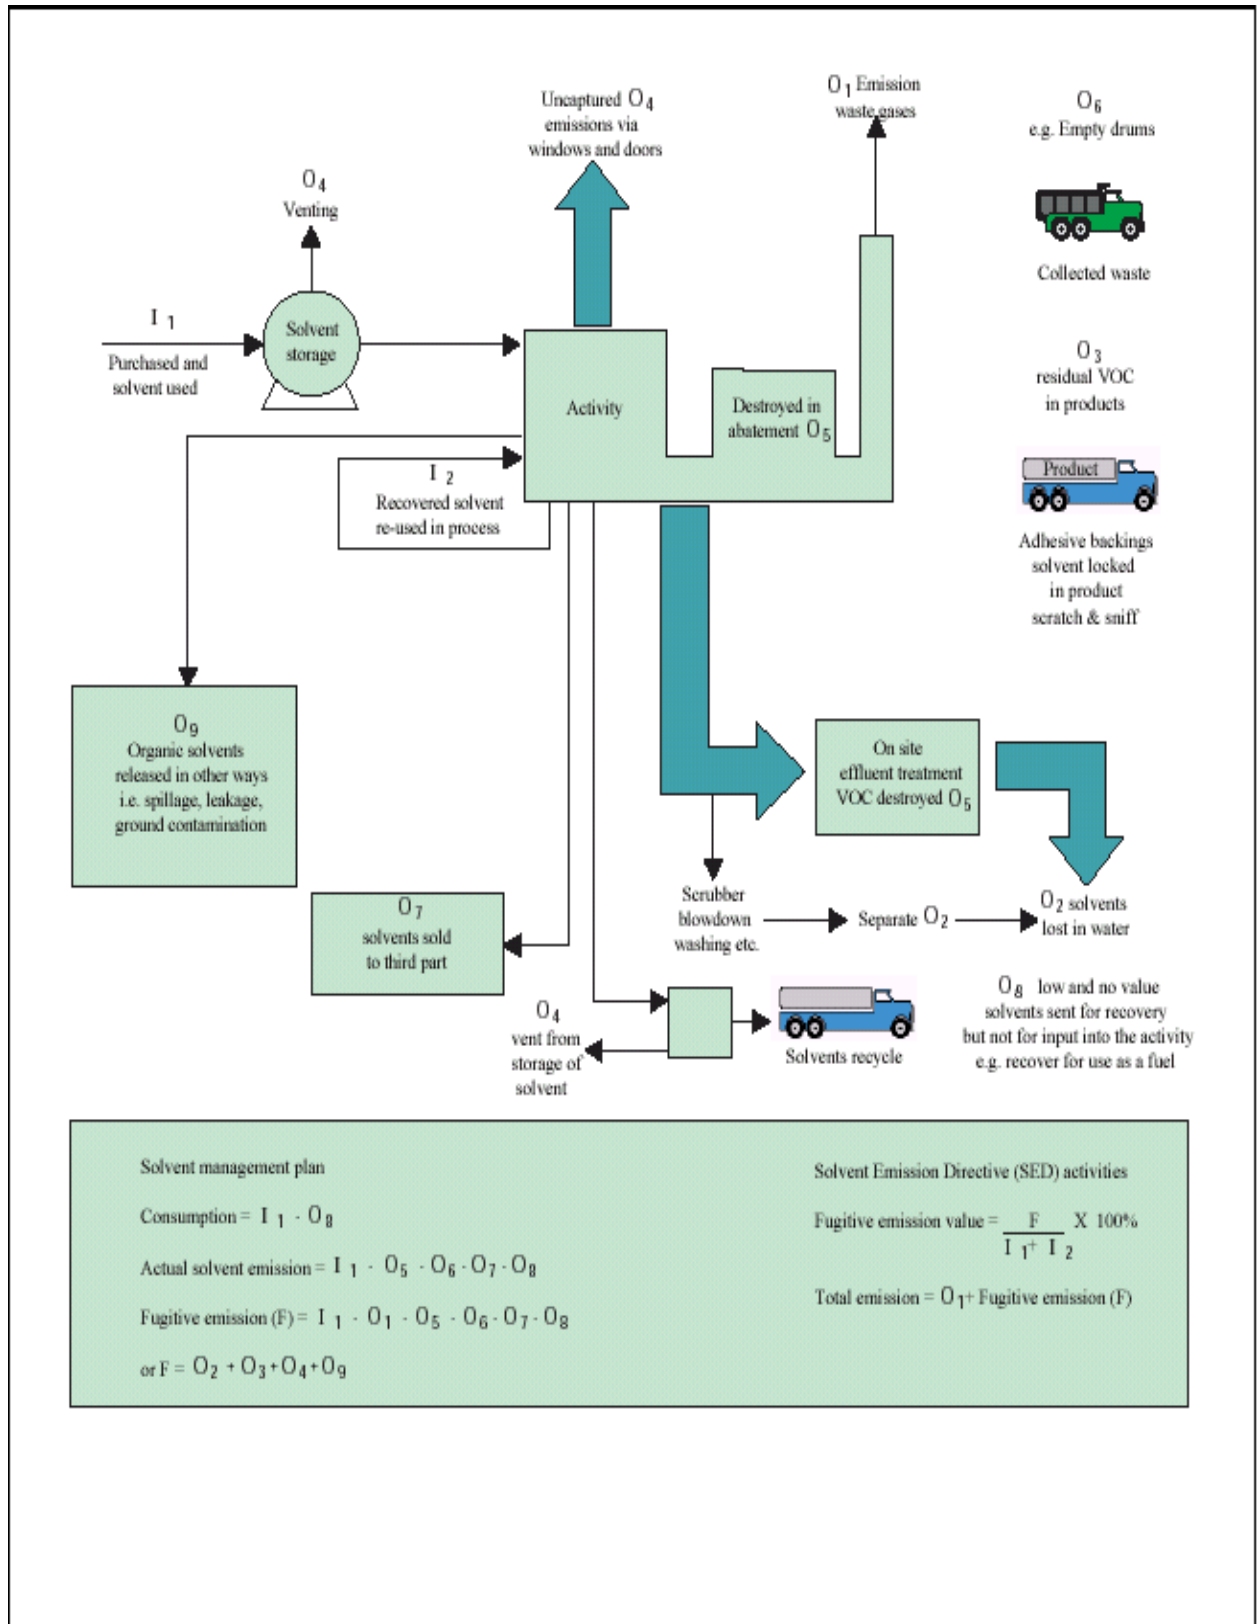 Uncaptured O4
emissions via
windows and doors
O1 Emission
waste gases
O6
e.g. Empty drums
Collected waste
O4
Venting
I 1
Purchased and
solvent used
Solvent
storage
Activity
Destroyed in
abatement O5
O3
residual VOC
in products
Product
Adhesive backings
solvent locked
in product
scratch & sniff
I 2
Recovered solvent
re-used in process
O9
Organic solvents
released in other ways
i.e. spillage, leakage,
ground contamination
On site
effluent treatment
VOC destroyed O5
O7
solvents sold
to third part
Scrubber
blowdown
washing etc.
Separate O2
O2 solvents
lost in water
O4
vent from
storage of
solvent
Solvents recycle
O8 low and no value
solvents sent for recovery
but not for input into the activity
e.g. recover for use as a fuel
Solvent management plan
Consumption = I 1 - O8
Actual solvent emission = I 1 - O5 - O6 - O7 - O8
Fugitive emission (F) = I 1 - O1 - O5 - O6 - O7 - O8
or F = O2 + O3 + O4 + O9
Solvent Emission Directive (SED) activities
Fugitive emission value = F X 100%
I 1 + I 2
Total emission = O1 + Fugitive emission (F)